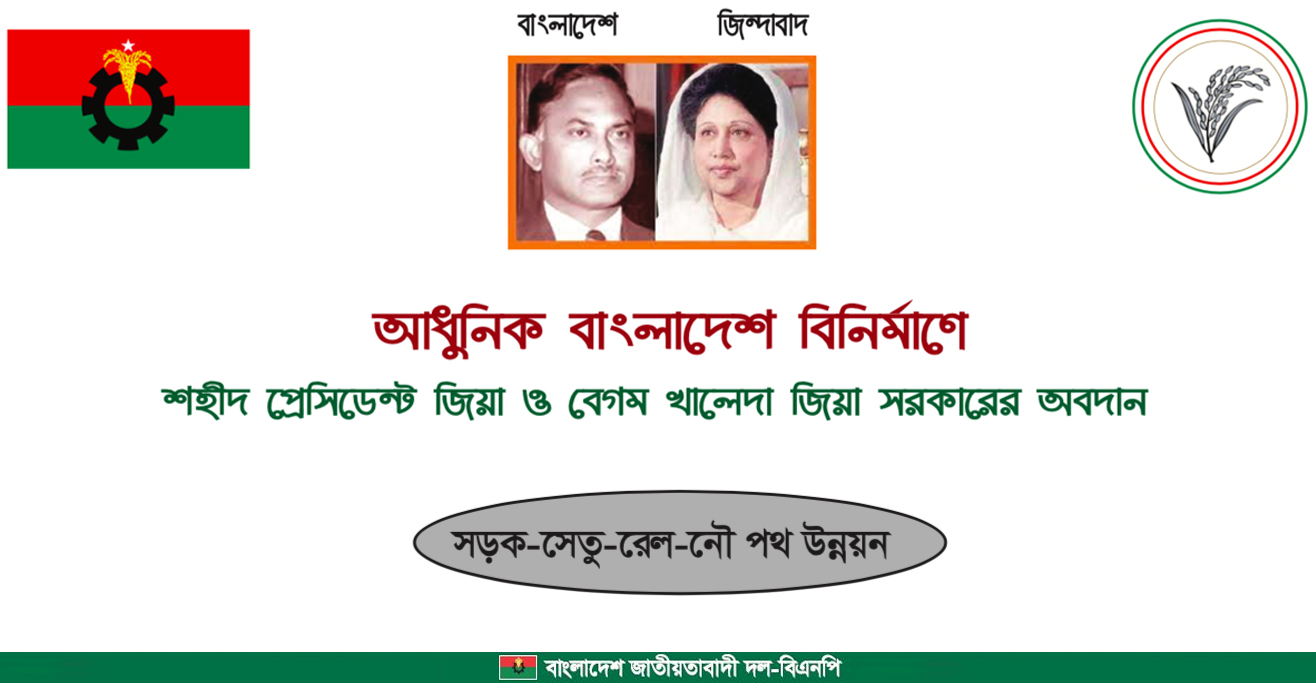 বাংলাদেশ জিন্দাবাদ
আধুনিক বাংলাদেশ বিনির্মাণে
শহীদ প্রেসিডেন্ট জিয়া ও বেগম খালেদা জিয়া সরকারের অবদান
সড়ক-সেতু-রেল-নৌ পথ উন্নয়ন
বাংলাদেশ জাতীয়তাবাদী দল-বিএনপি